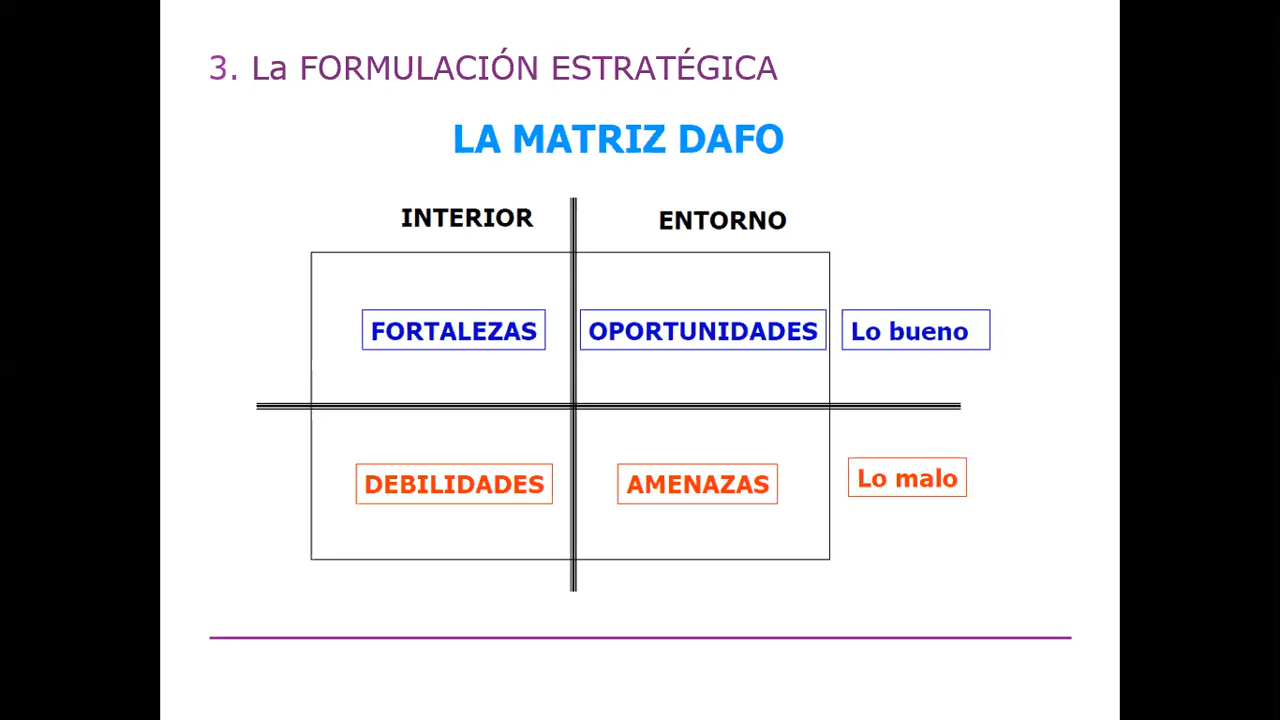 3. La FORMULACIÓN ESTRATÉGICA
LA MATRIZ DAFO
INTERIOR
ENTORNO
FORTALEZAS
OPORTUNIDADES
Lo bueno
DEBILIDADES
AMENAZAS
Lo malo